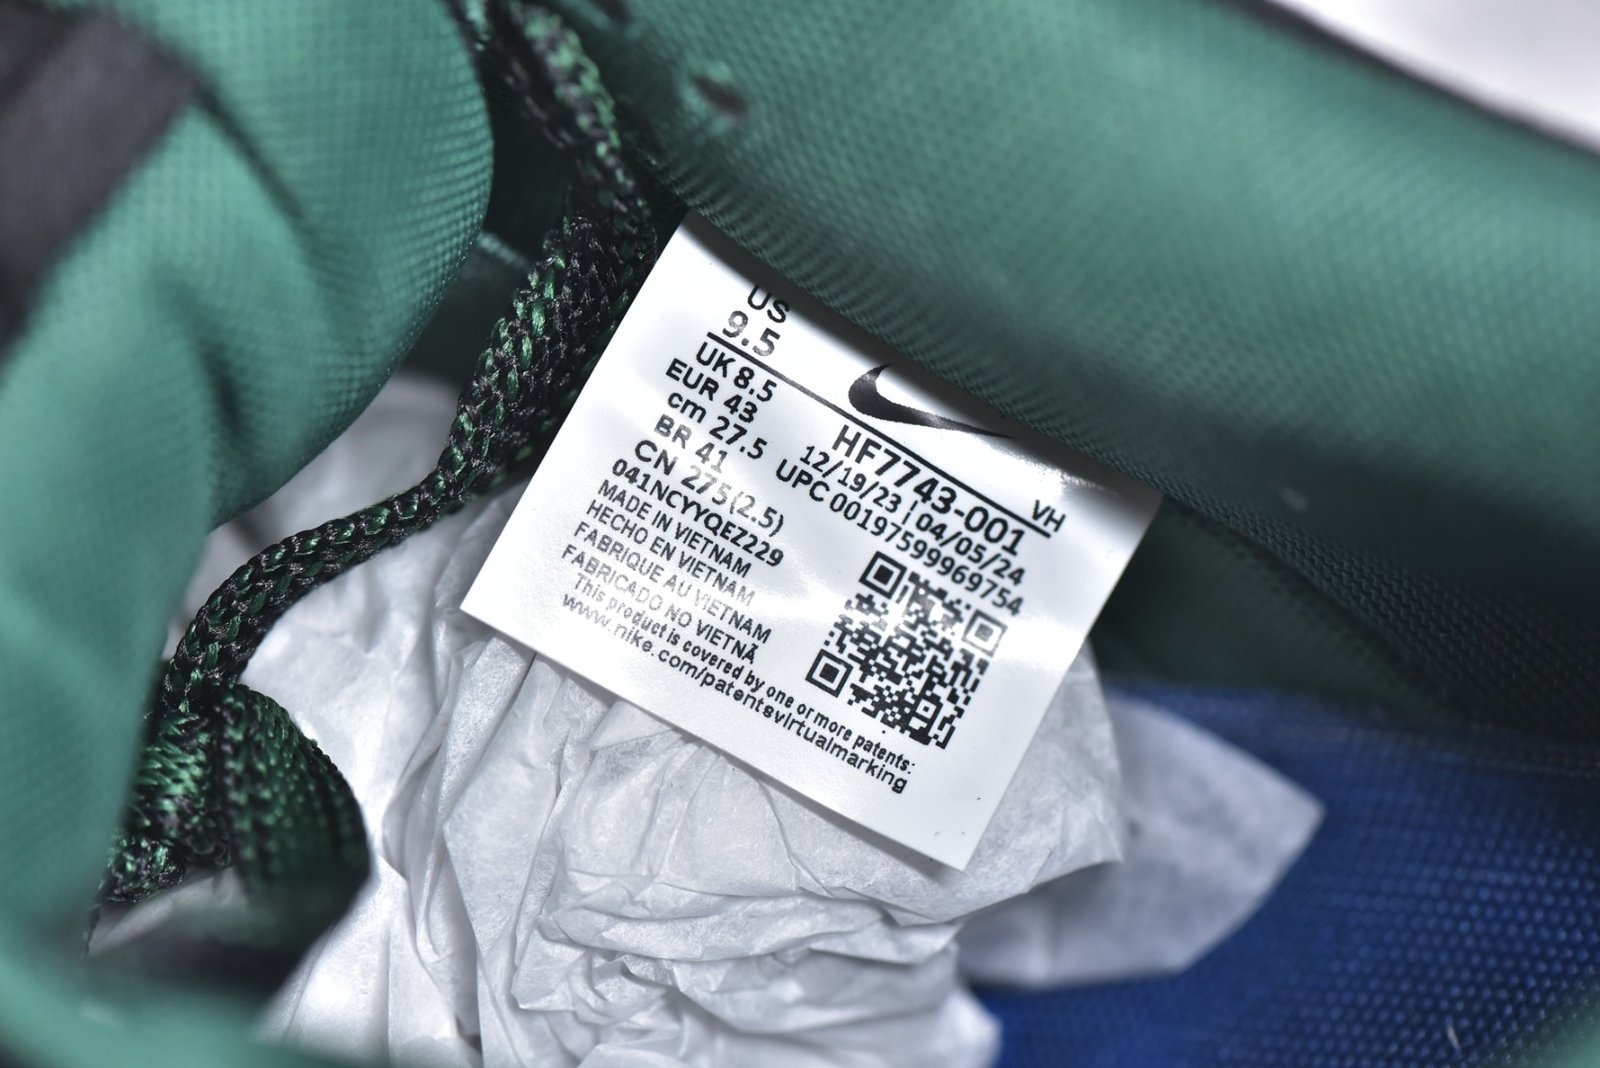 US
9.5
UK 8.5
EUR 43
cm 27.5
BR 41
CN 275(2.5)
041NCYYQEZ229
MADE IN VIETNAM
HECHO EN VIETNAM
FABRIQUE AU VIETNAM
FABRICADO NO VIETNÃ
This product is covered by one or more patents:
www.nike.com/patentsvirtualmarking
VH
HF7743-001
12/19/23 | 04/05/24
UPC 00197599969754